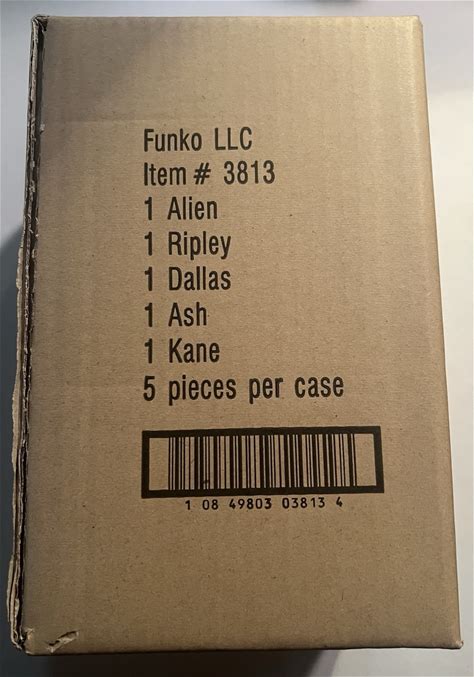 Funko LLC
Item # 3813
1 Alien
1 Ripley
1 Dallas
1 Ash
1 Kane
5 pieces per case
1 08 49803 03813 4